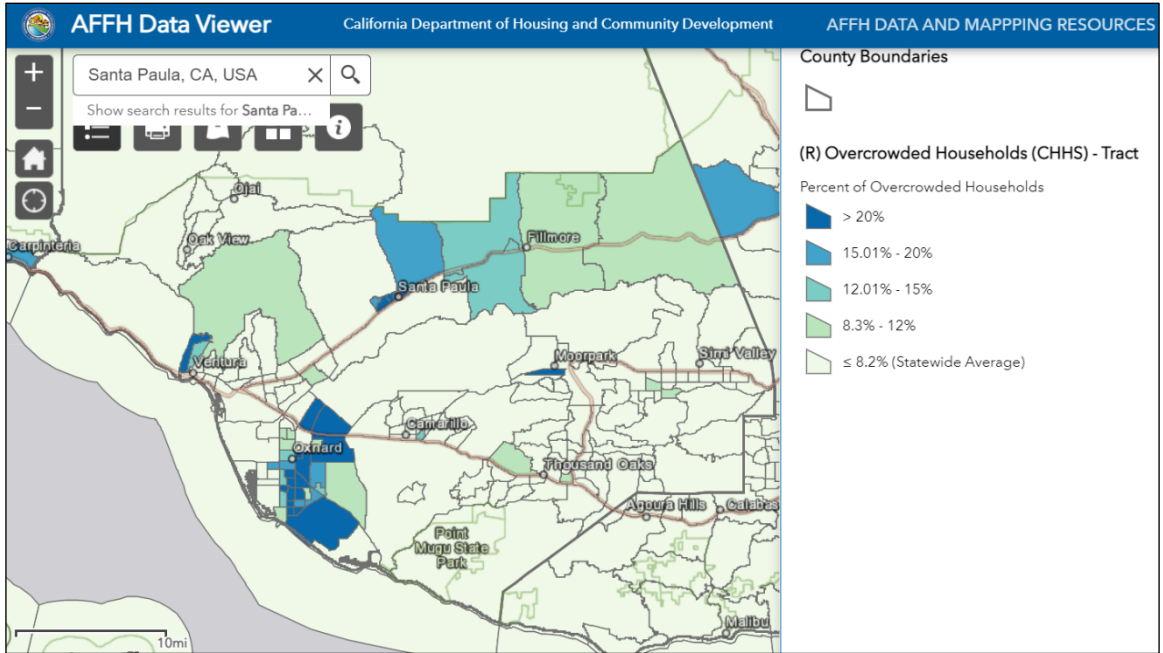 AFFH Data Viewer
California Department of Housing and Community Development
AFFH DATA AND MAPPPING RESOURCES
+
−
Santa Paula, CA, USA
Show search results for Santa Pa...
Ojai
Oak View
Carpinteria
Fillmore
Santa Paula
Ventura
Moorpark
Simi Valley
Camarillo
Oxnard
Thousand Oaks
Agoura Hills
Calabas
Point
Mugu State
Park
Malibu
10mi
County Boundaries
(R) Overcrowded Households (CHHS) - Tract
Percent of Overcrowded Households
> 20%
15.01% - 20%
12.01% - 15%
8.3% - 12%
≤ 8.2% (Statewide Average)